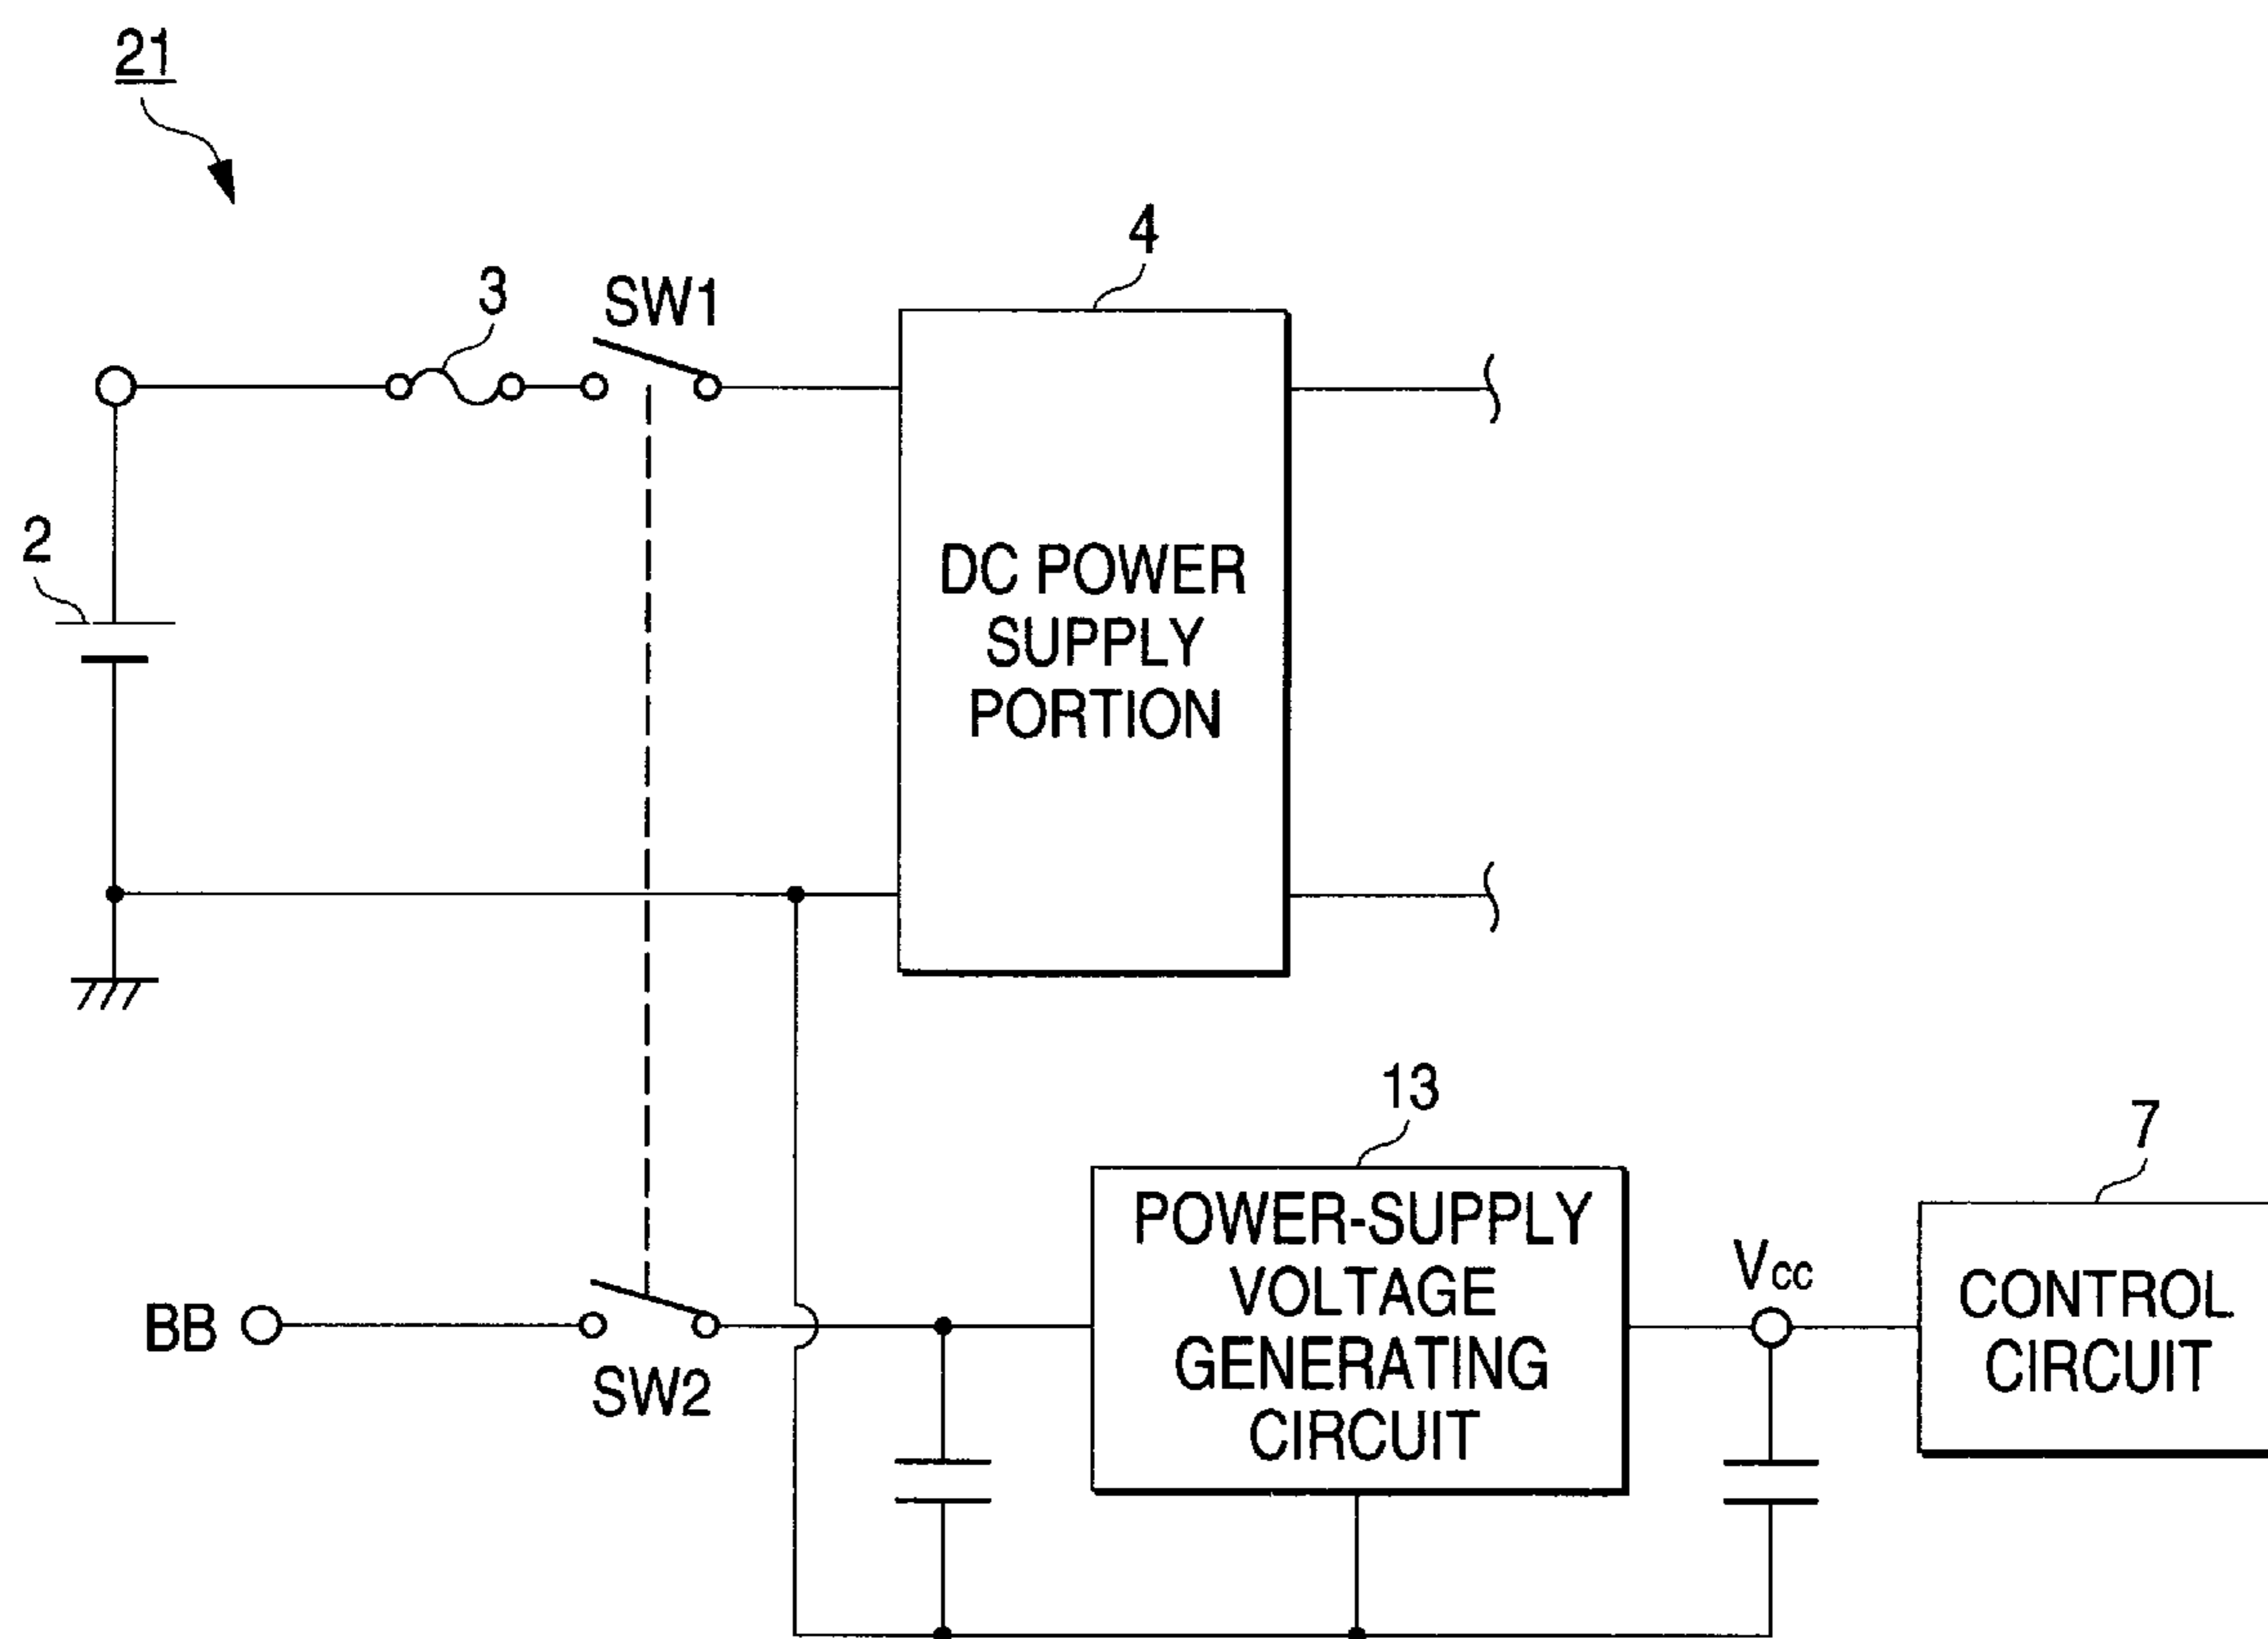 21
4
3
SW1
2
DC POWER
SUPPLY
PORTION
13
7
POWER-SUPPLY
VOLTAGE
GENERATING
CIRCUIT
Vcc
CONTROL
CIRCUIT
BB
SW2